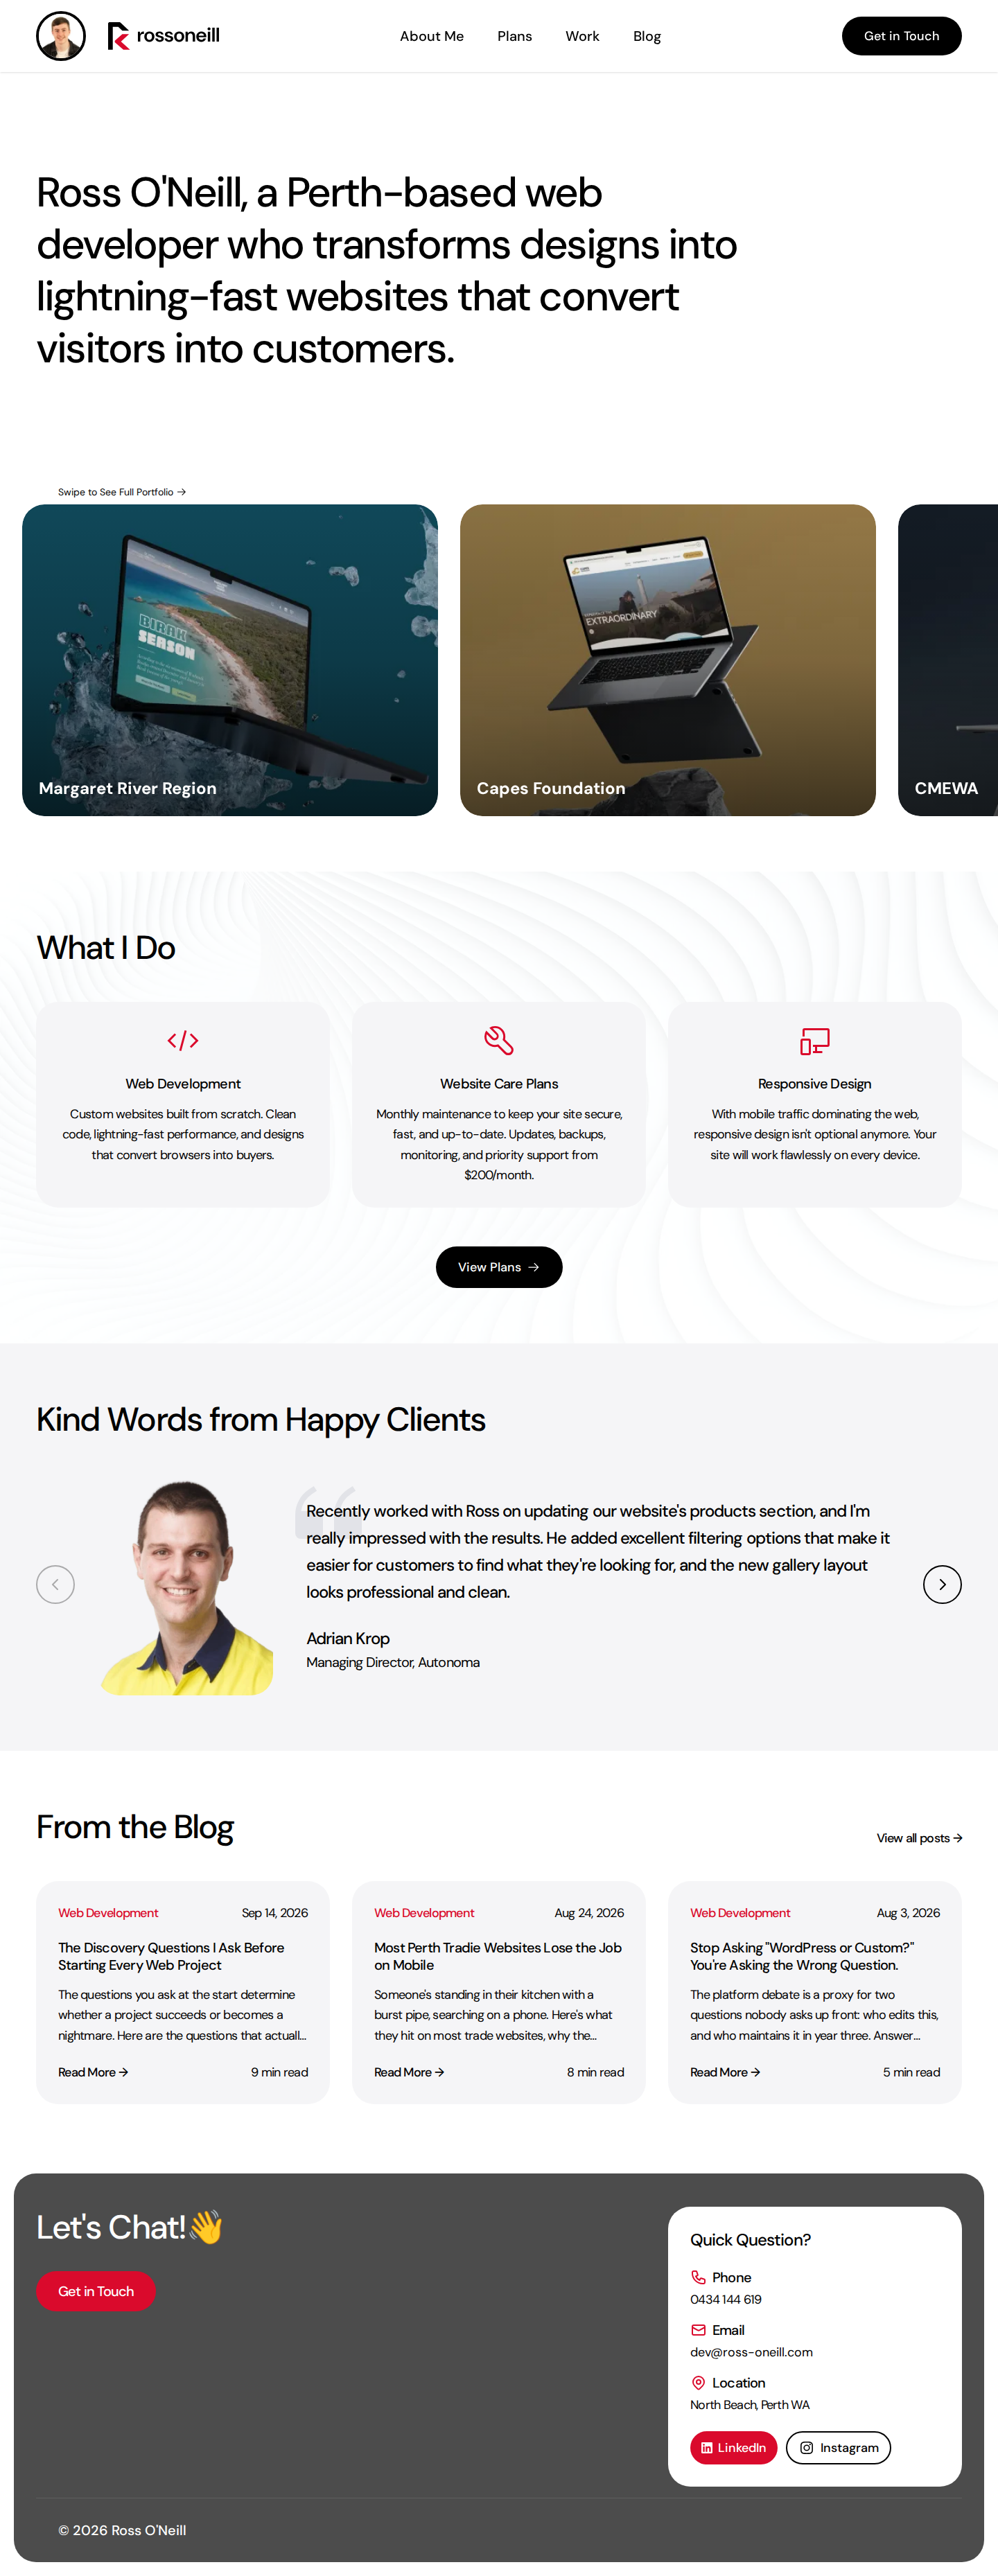 rossoneill
About Me
Plans
Work
Blog
Get in Touch
Ross O'Neill, a Perth-based web
developer who transforms designs into
lightning-fast websites that convert
visitors into customers.
Swipe to See Full Portfolio →
BIRAK
SEASON
EXTRAORDINARY
Margaret River Region
Capes Foundation
CMEWA
What I Do
Web Development
Custom websites built from scratch. Clean
code, lightning-fast performance, and designs
that convert browsers into buyers.
Website Care Plans
Monthly maintenance to keep your site secure,
fast, and up-to-date. Updates, backups,
monitoring, and priority support from
$200/month.
Responsive Design
With mobile traffic dominating the web,
responsive design isn't optional anymore. Your
site will work flawlessly on every device.
View Plans →
Kind Words from Happy Clients
Recently worked with Ross on updating our website's products section, and I'm
really impressed with the results. He added excellent filtering options that make it
easier for customers to find what they're looking for, and the new gallery layout
looks professional and clean.
Adrian Krop
Managing Director, Autonoma
From the Blog
View all posts →
Web Development
Sep 14, 2026
The Discovery Questions I Ask Before
Starting Every Web Project
The questions you ask at the start determine
whether a project succeeds or becomes a
nightmare. Here are the questions that actuall...
Read More →
9 min read
Web Development
Aug 24, 2026
Most Perth Tradie Websites Lose the Job
on Mobile
Someone's standing in their kitchen with a
burst pipe, searching on a phone. Here's what
they hit on most trade websites, why the...
Read More →
8 min read
Web Development
Aug 3, 2026
Stop Asking "WordPress or Custom?"
You're Asking the Wrong Question.
The platform debate is a proxy for two
questions nobody asks up front: who edits this,
and who maintains it in year three. Answer...
Read More →
5 min read
Let's Chat!👋
Get in Touch
Quick Question?
Phone
0434 144 619
Email
dev@ross-oneill.com
Location
North Beach, Perth WA
LinkedIn
Instagram
© 2026 Ross O'Neill